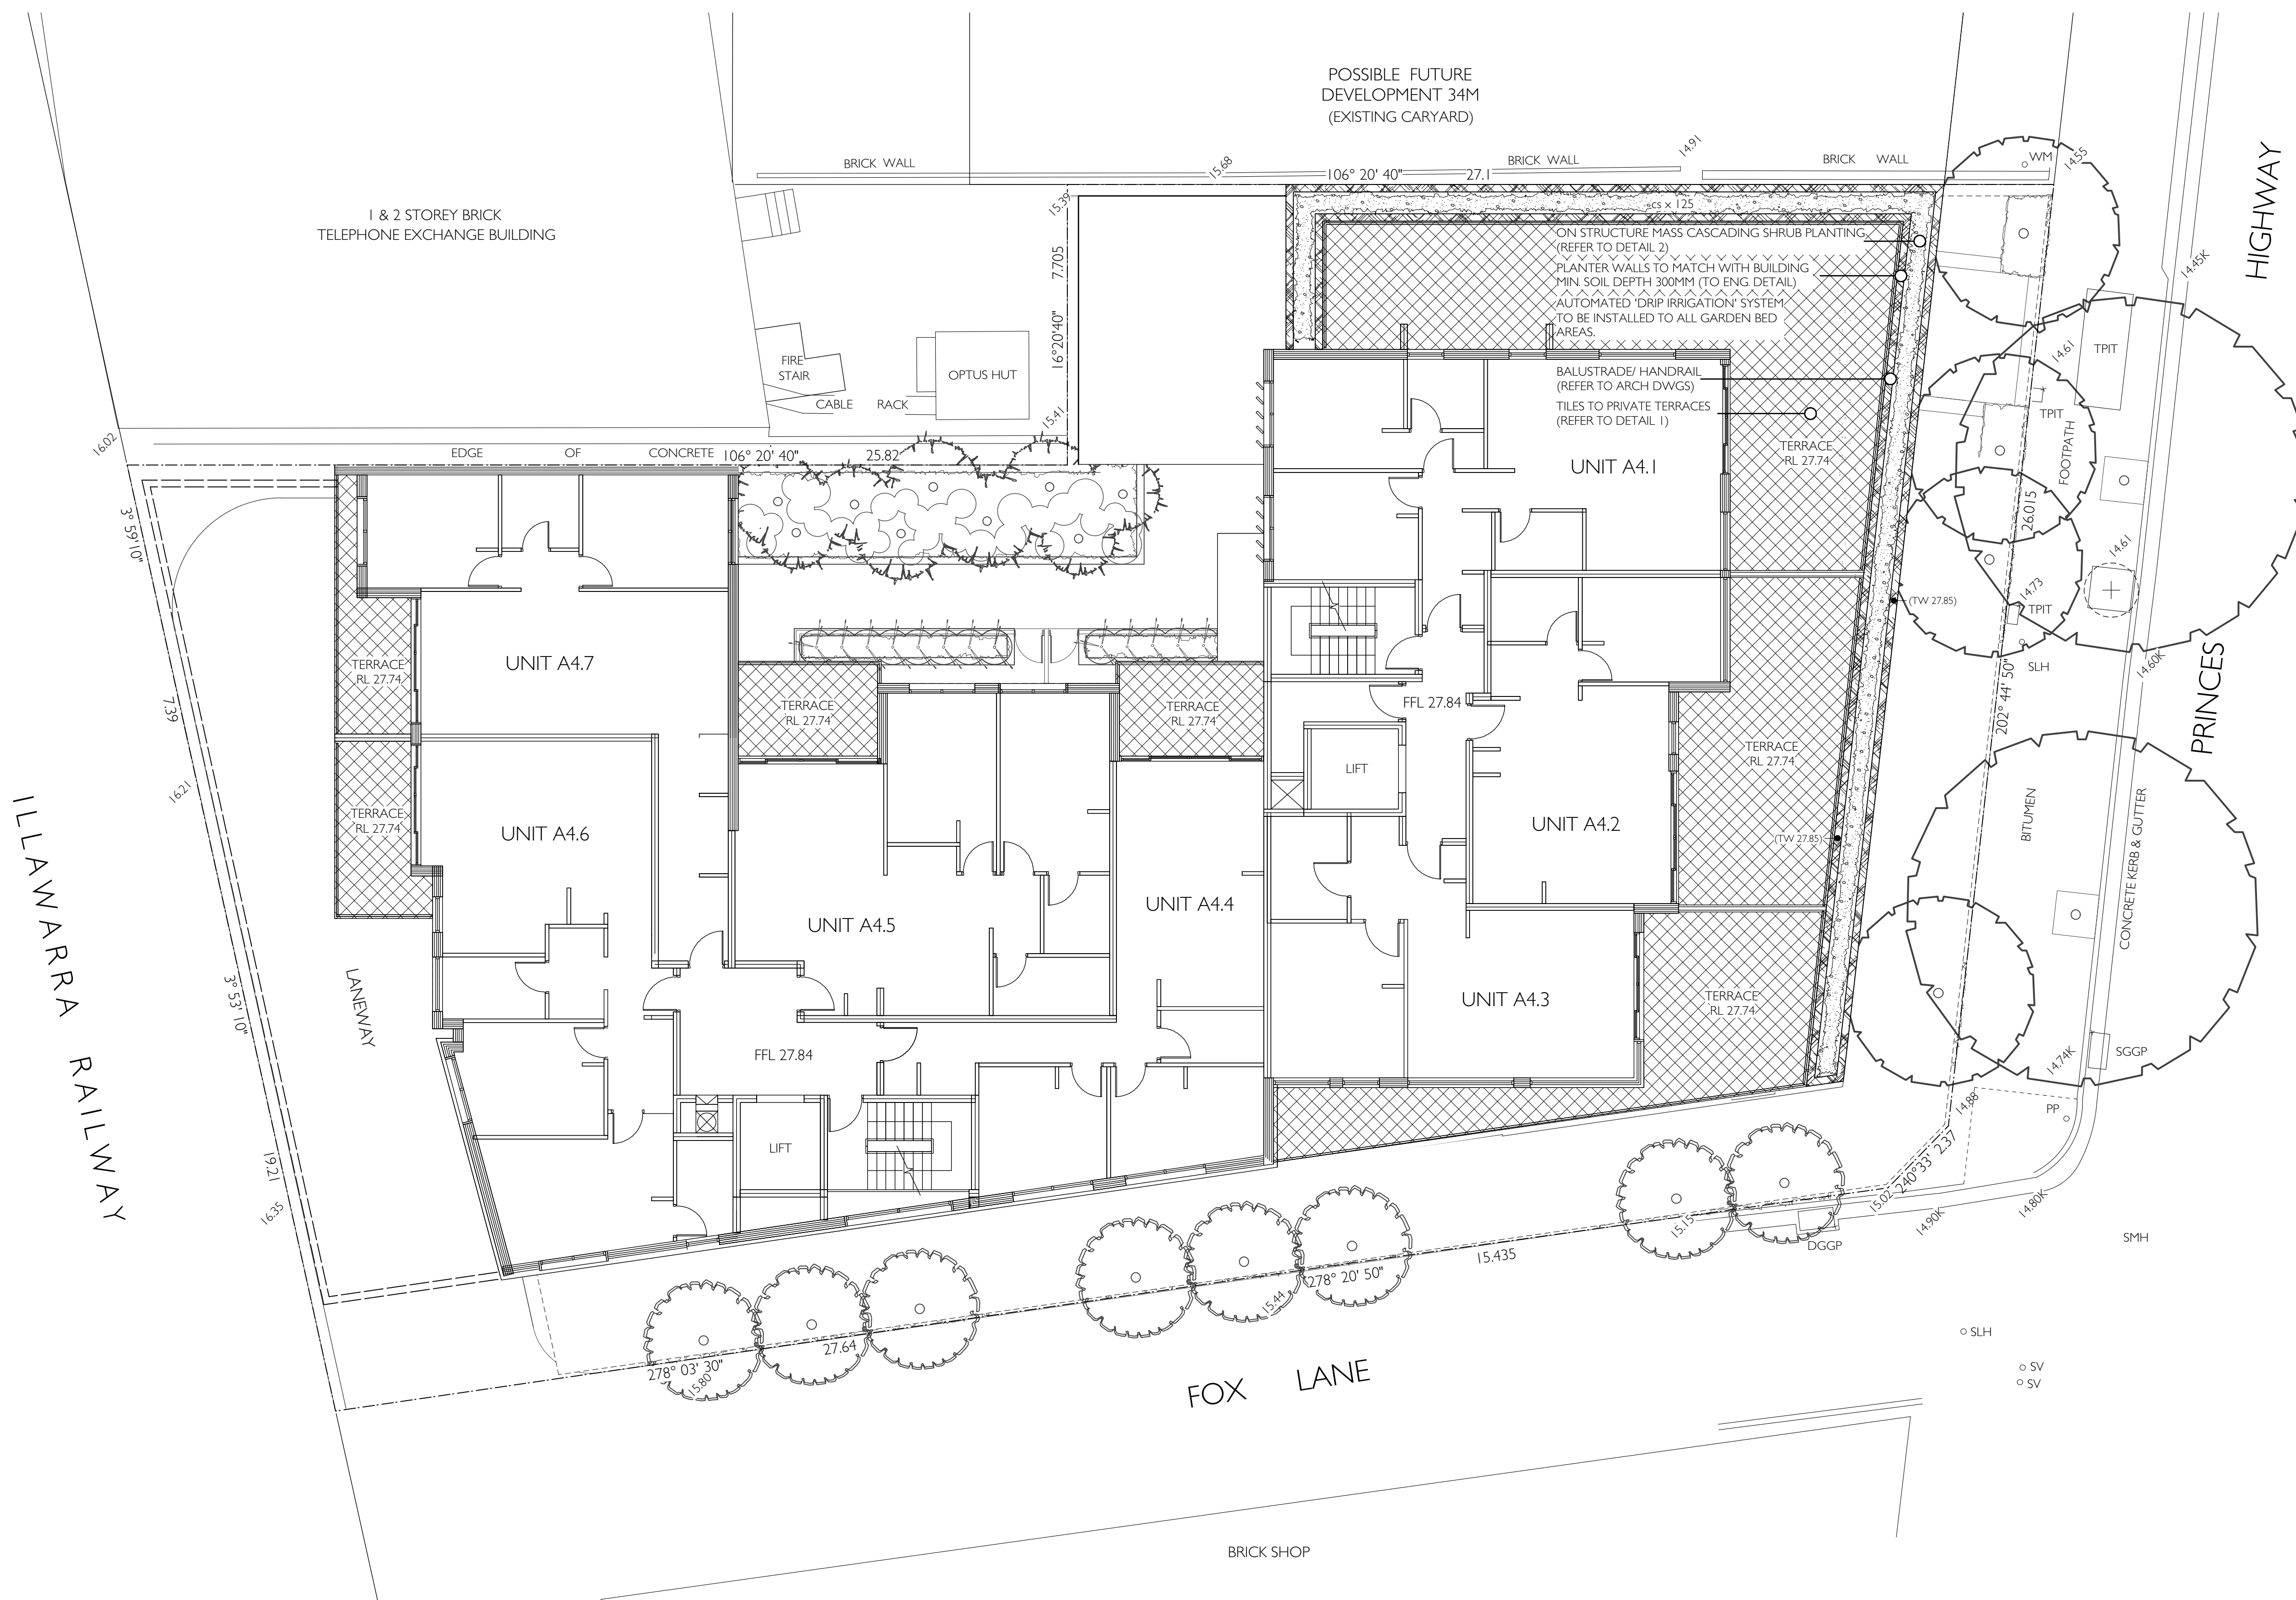 POSSIBLE FUTURE
DEVELOPMENT 34M
(EXISTING CARYARD)
HIGHWAY
BRICK WALL
15.68
BRICK WALL
14.91
BRICK WALL
WM
14.55
106° 20' 40"
27.1
1 & 2 STOREY BRICK
TELEPHONE EXCHANGE BUILDING
15.39
cs x 125
ON STRUCTURE MASS CASCADING SHRUB PLANTING
(REFER TO DETAIL 2)
PLANTER WALLS TO MATCH WITH BUILDING
MIN. SOIL DEPTH 300MM (TO ENG. DETAIL)
AUTOMATED 'DRIP IRRIGATION' SYSTEM
TO BE INSTALLED TO ALL GARDEN BED
AREAS.
BALUSTRADE/ HANDRAIL
(REFER TO ARCH DWGS)
TILES TO PRIVATE TERRACES
(REFER TO DETAIL 1)
14.45K
7.705
16°20'40"
FIRE
STAIR
OPTUS HUT
CABLE RACK
15.41
14.61
TPIT
TPIT
FOOTPATH
16.02
EDGE OF CONCRETE
106° 20' 40"
25.82
TERRACE
RL 27.74
UNIT A4.1
3° 59'10"
26.015
14.61
14.73
TPIT
(TW 27.85)
SLH
14.60K
UNIT A4.7
TERRACE
RL 27.74
TERRACE
RL 27.74
TERRACE
RL 27.74
FFL 27.84
202° 44' 50"
PRINCES
7.39
TERRACE
RL 27.74
LIFT
16.21
TERRACE
RL 27.74
UNIT A4.6
UNIT A4.2
(TW 27.85)
BITUMEN
CONCRETE KERB & GUTTER
ILLAWARRA RAILWAY
UNIT A4.4
UNIT A4.5
3° 53' 10"
LANEWAY
UNIT A4.3
TERRACE
RL 27.74
FFL 27.84
14.74K
SGGP
14.88
PP
LIFT
19.21
16.35
240°33'
2.37
15.02
14.90K
14.80K
15.15
DGGP
SMH
15.435
278° 20' 50"
15.44
27.64
278° 03' 30"
15.80
FOX LANE
SLH
SV
SV
BRICK SHOP